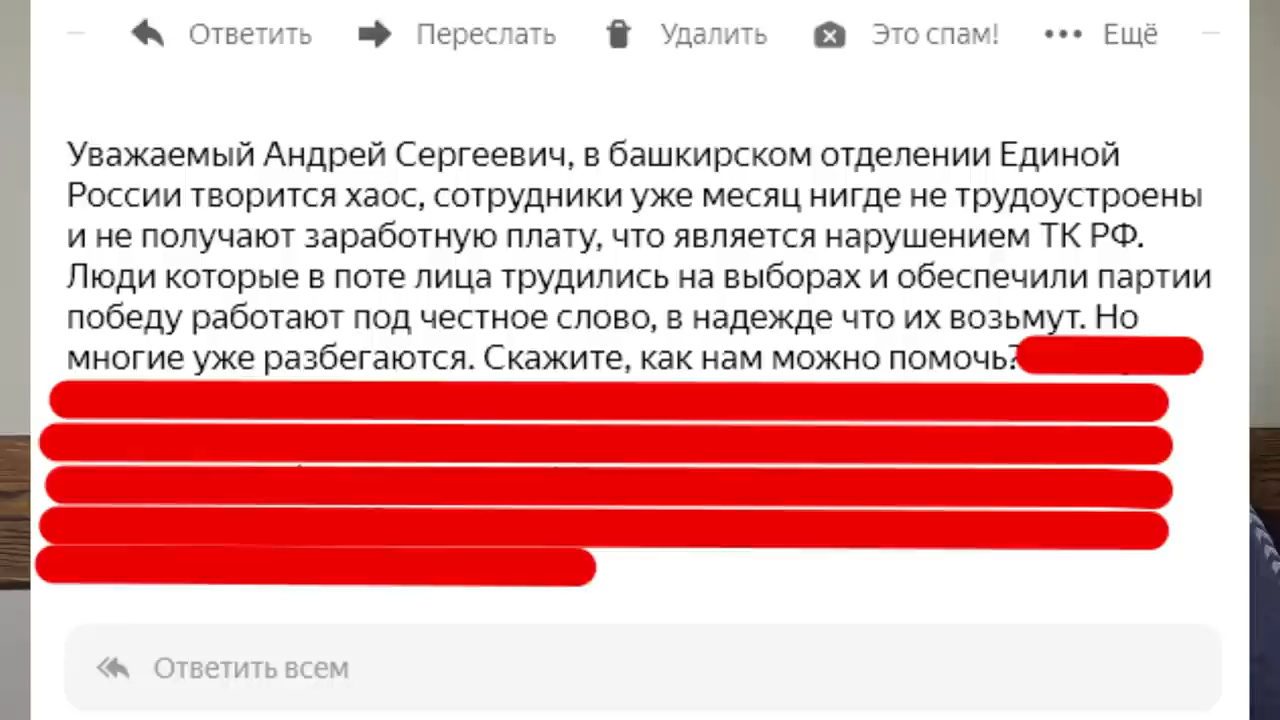 Ответить Переслать Удалить Это спам! Ещё
Уважаемый Андрей Сергеевич, в башкирском отделении Единой
России творится хаос, сотрудники уже месяц нигде не трудоустроены
и не получают заработную плату, что является нарушением ТК РФ.
Люди которые в поте лица трудились на выборах и обеспечили партии
победу работают под честное слово, в надежде что их возьмут. Но
многие уже разбегаются. Скажите, как нам можно помочь?
Ответить всем